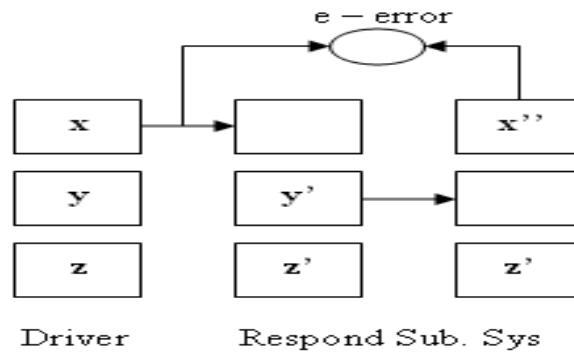 e – error
x x’’
y y’
z z’ z’
Driver Respond Sub. Sys